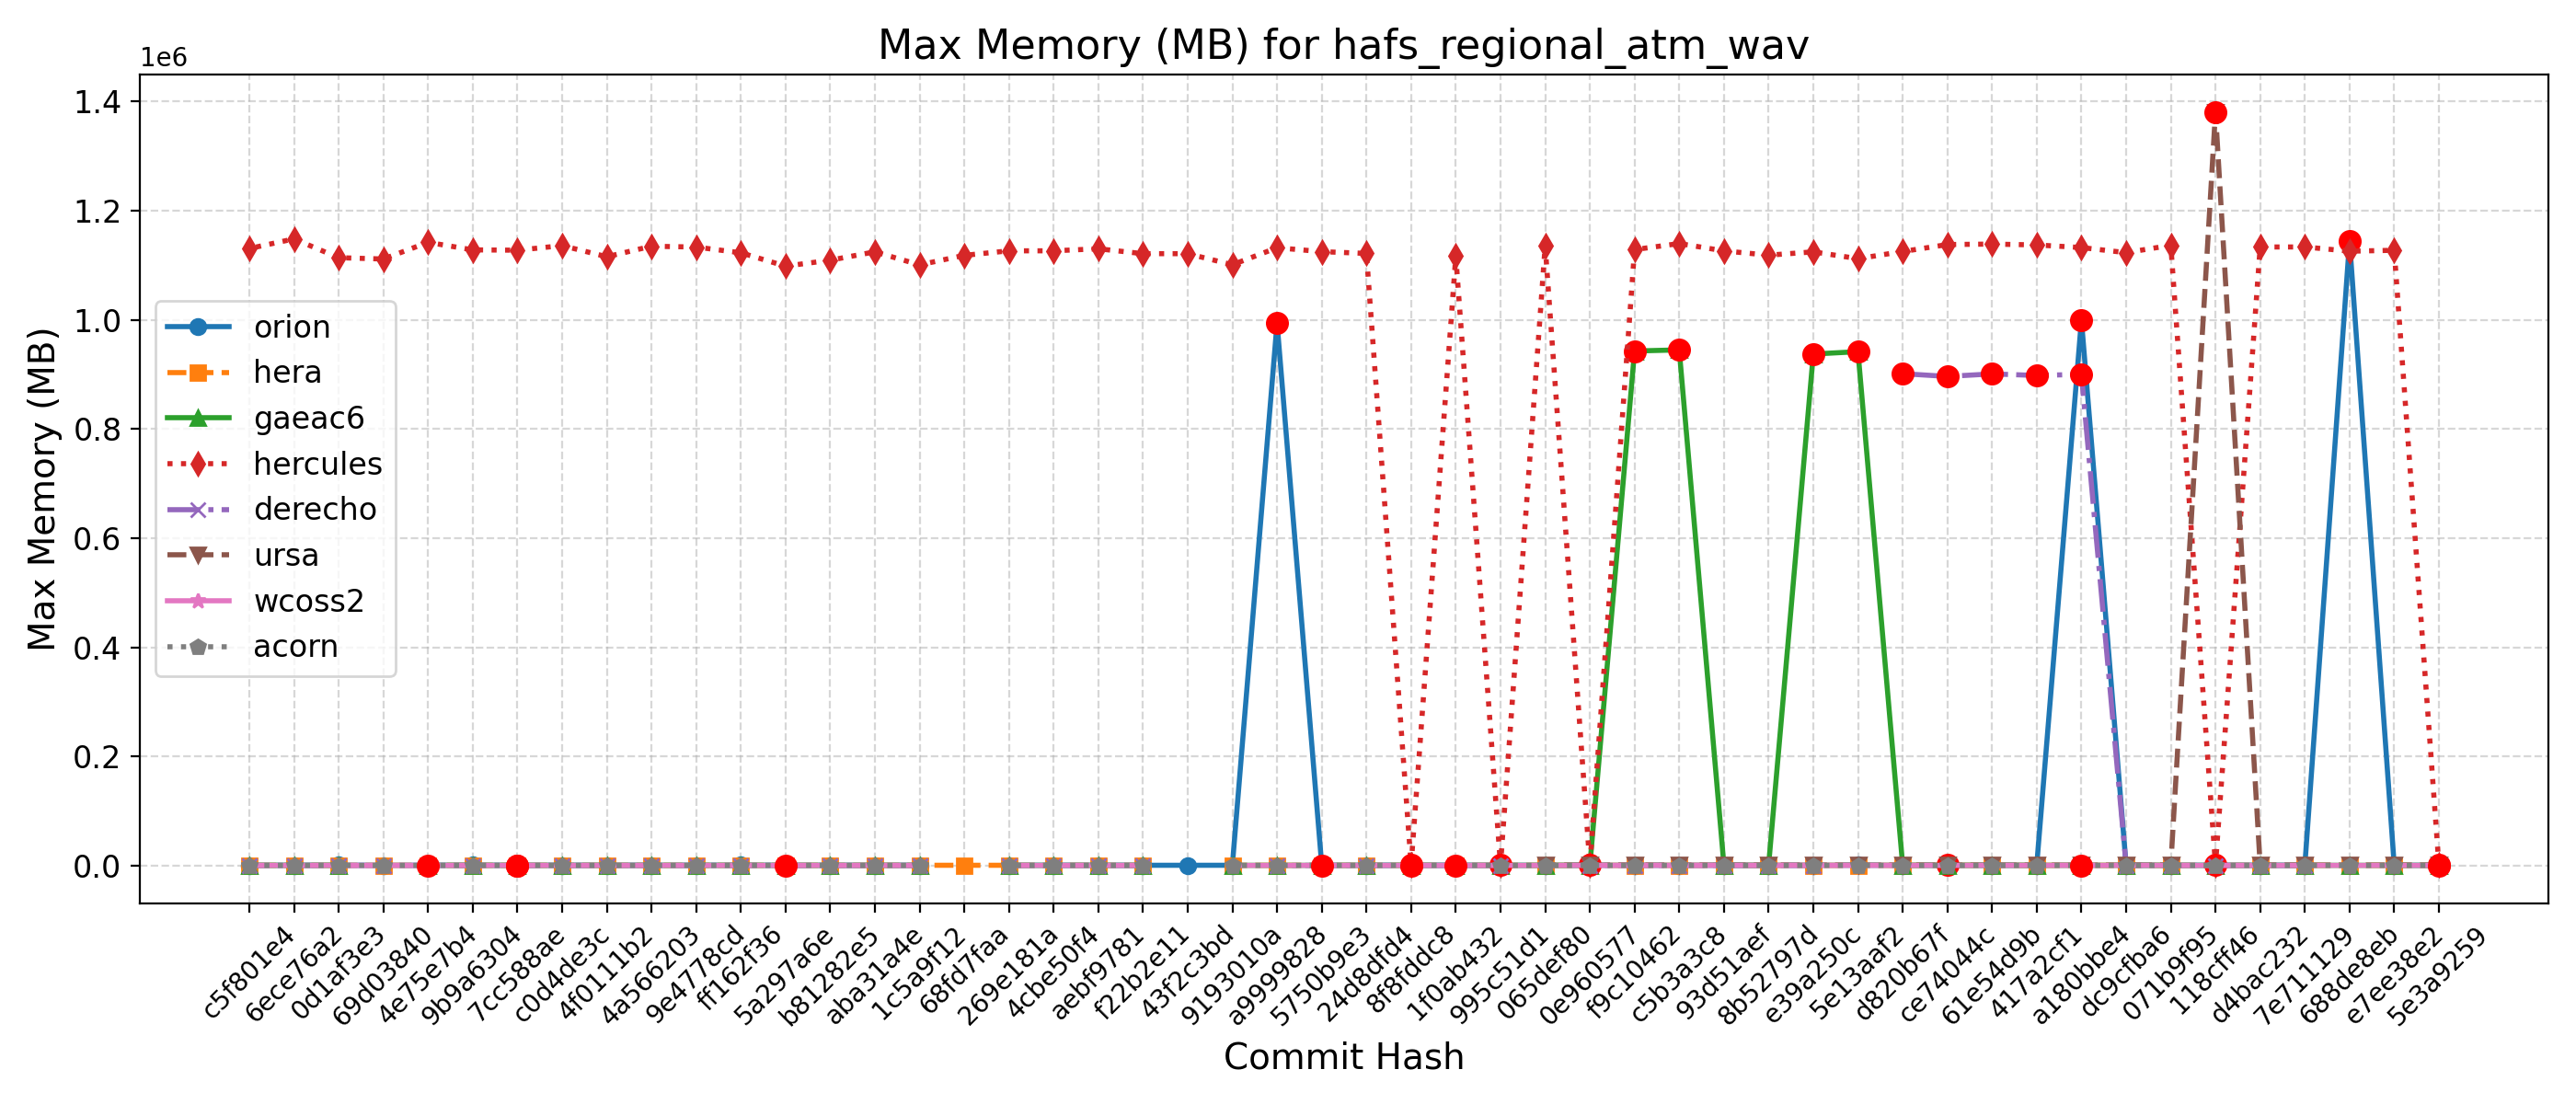 Max Memory (MB) for hafs_regional_atm_wav
1e6
1.4
1.2
1.0
0.8
0.6
0.4
0.2
0.0
Max Memory (MB)
orion
hera
gaeac6
hercules
derecho
ursa
wcoss2
acorn
c5f801e4
6ece76a2
0d1af3e3
69d03840
4e75e7b4
9b9a6304
7cc588ae
c0d4de3c
4f0111b2
4a566203
9e4778cd
ff162f36
5a297a6e
b81282e5
aba31a4e
1c5a9f12
68fd7faa
269e181a
4cbe50f4
aebf9781
f22b2e11
43f2c3bd
9193010a
a9999828
5750b9e3
24d8dfd4
8f8fddc8
1f0ab432
995c51d1
065def80
0e960577
f9c10462
c5b3a3c8
93d51aef
8b52797d
e39a250c
5e13aaf2
d820b67f
ce74044c
61e54d9b
417a2cf1
a180bbe4
dc9cfba6
071b9f95
118cff46
d4bac232
7e711129
688de8eb
e7ee38e2
5e3a9259
Commit Hash